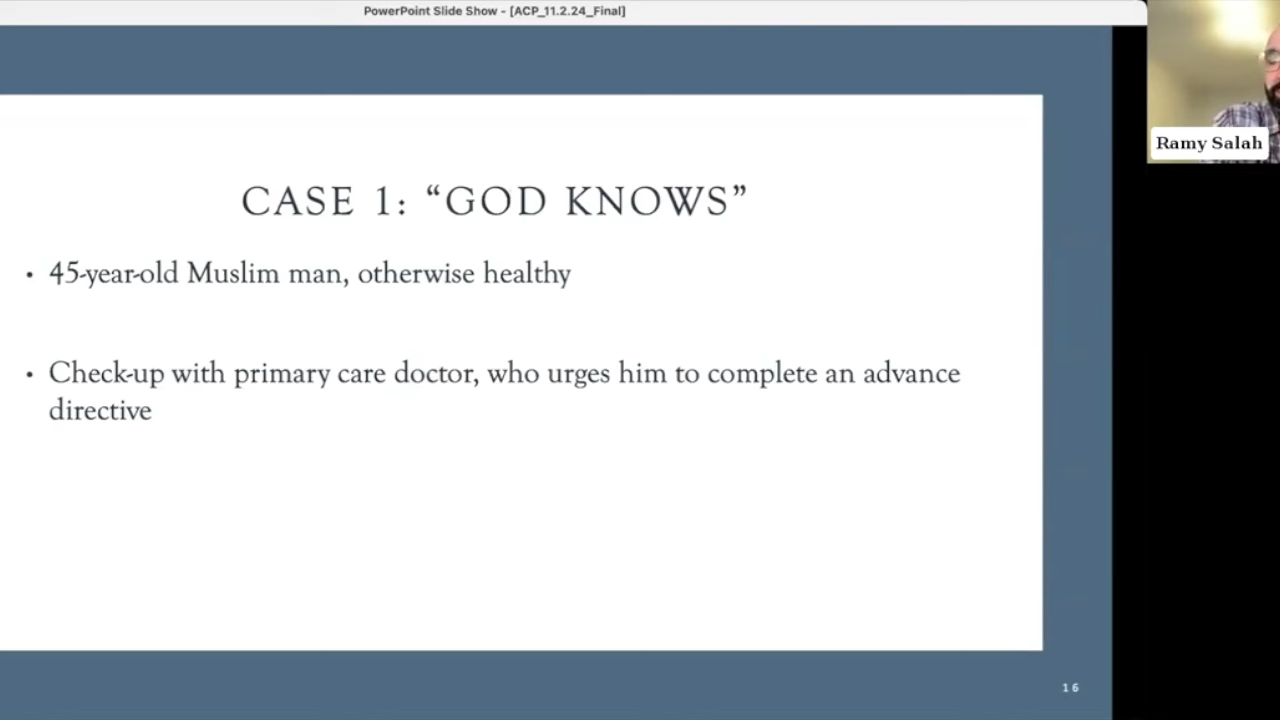 PowerPoint Slide Show - [ACP_11.2.24_Final]
Ramy Salah
CASE 1: “GOD KNOWS”
• 45-year-old Muslim man, otherwise healthy
• Check-up with primary care doctor, who urges him to complete an advance
directive
16